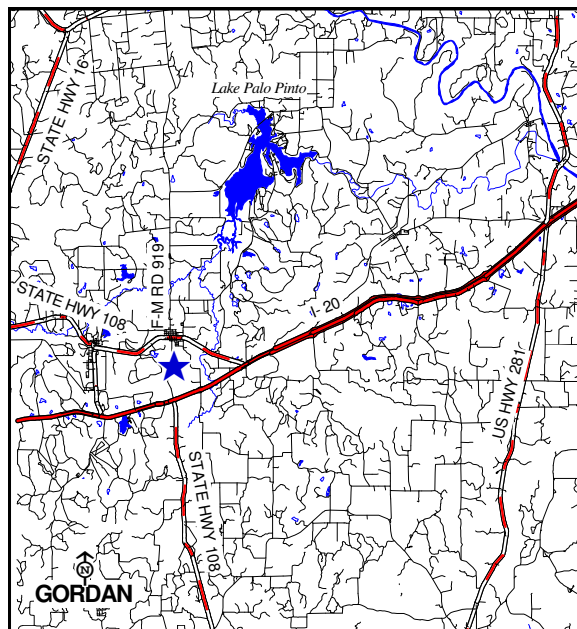 Lake Palo Pinto
STATE HWY 16
F-M RD 919
STATE HWY 108
I-20
US HWY 281
STATE HWY 108
N
GORDAN